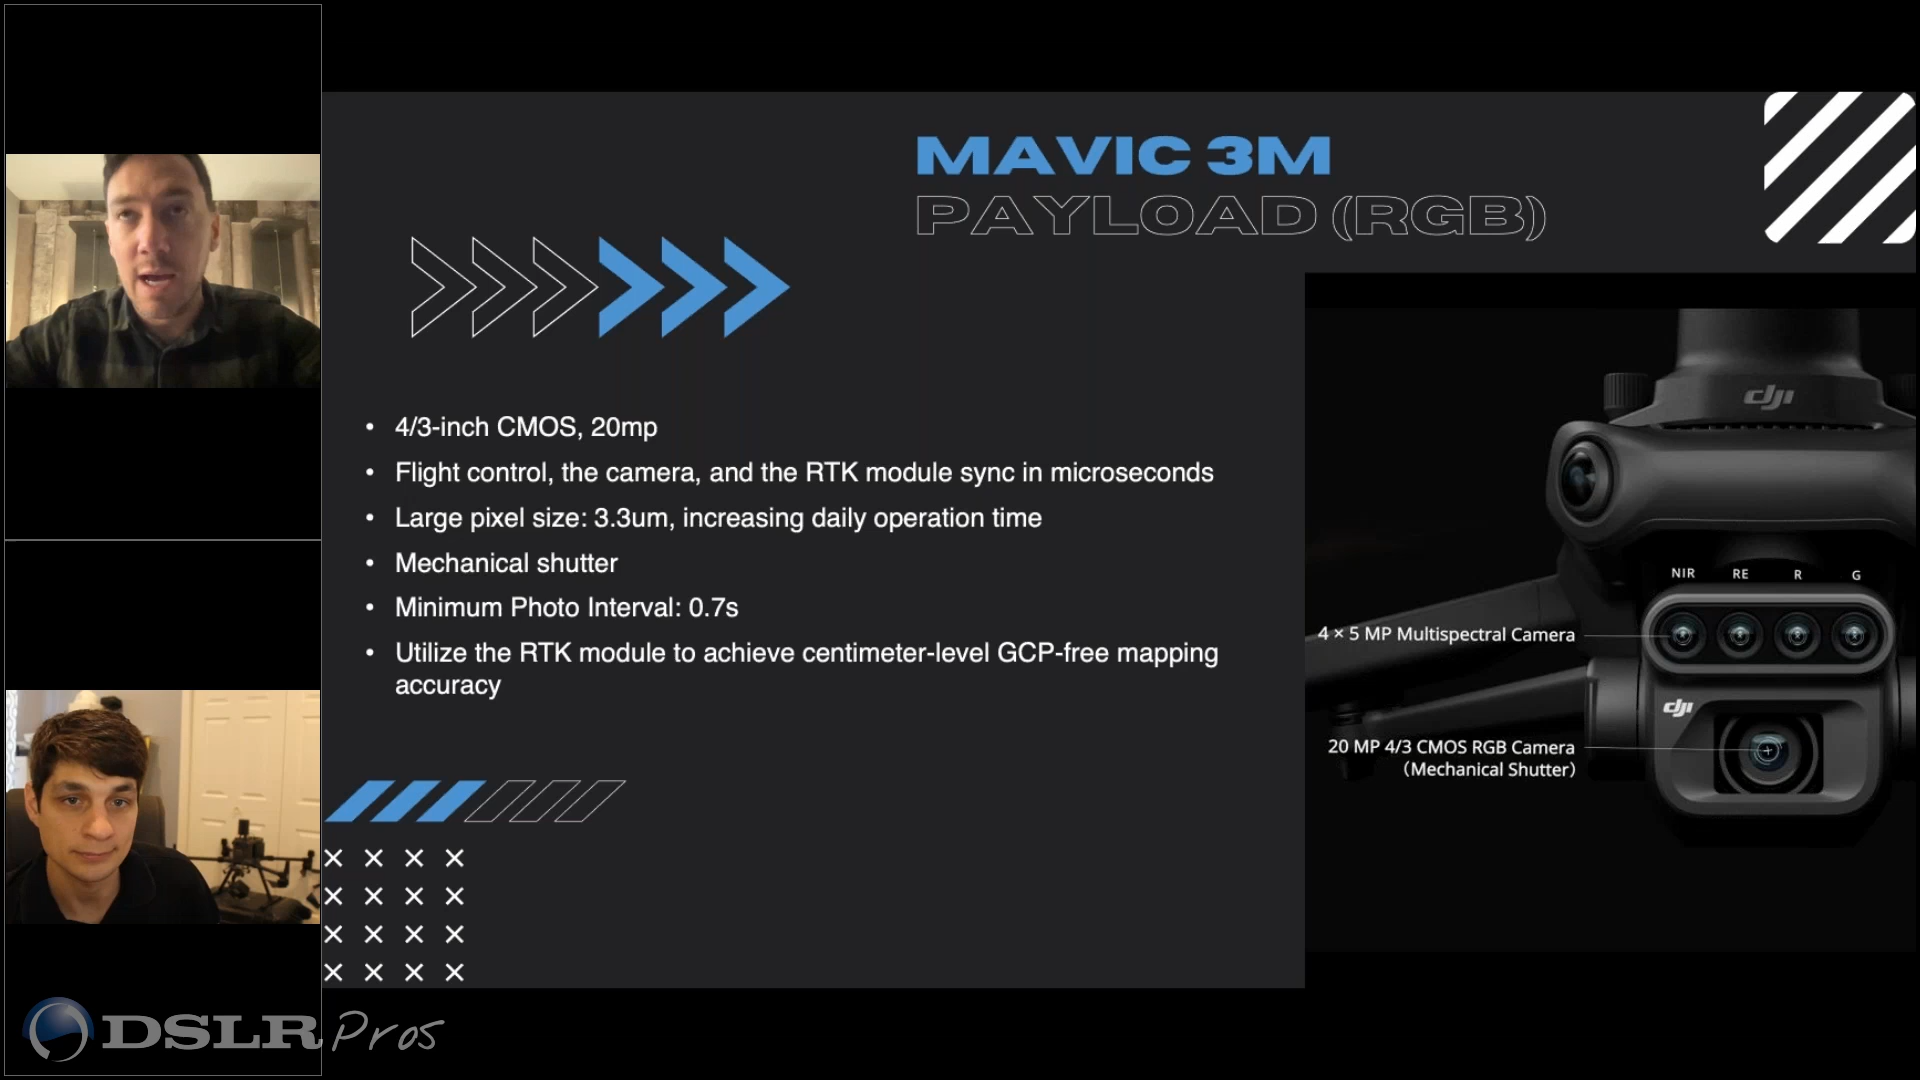 MAVIC 3M
PAYLOAD (RGB)
• 4/3-inch CMOS, 20mp
• Flight control, the camera, and the RTK module sync in microseconds
• Large pixel size: 3.3um, increasing daily operation time
• Mechanical shutter
• Minimum Photo Interval: 0.7s
• Utilize the RTK module to achieve centimeter-level GCP-free mapping
accuracy
dji
NIR RE R G
4 × 5 MP Multispectral Camera
dji
20 MP 4/3 CMOS RGB Camera
(Mechanical Shutter)
DSLR Pros